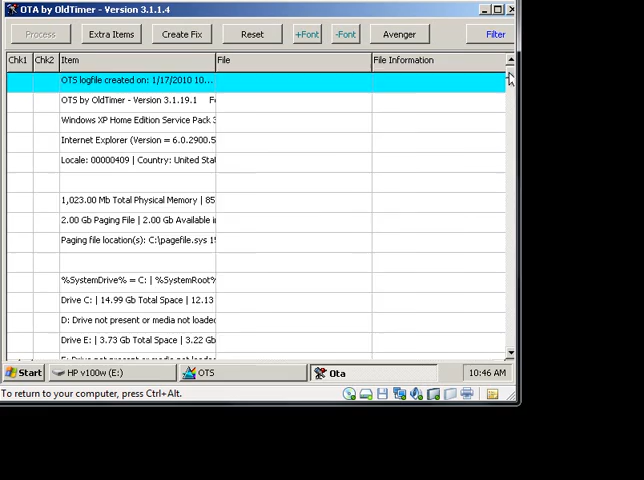 OTA by OldTimer - Version 3.1.1.4
Process Extra Items Create Fix Reset +Font -Font Avenger Filter
Chk1 Chk2 Item File File Information
OTS logfile created on: 1/17/2010 10...
OTS by OldTimer - Version 3.1.19.1 Fo
Windows XP Home Edition Service Pack 3
Internet Explorer (Version = 6.0.2900.5
Locale: 00000409 | Country: United Stat
1,023.00 Mb Total Physical Memory | 85
2.00 Gb Paging File | 2.00 Gb Available in
Paging file location(s): C:\pagefile.sys 15
%SystemDrive% = C: | %SystemRoot%
Drive C: | 14.99 Gb Total Space | 12.13
D: Drive not present or media not loaded
Drive E: | 3.73 Gb Total Space | 3.22 Gb
Start HP v100w (E:) OTS Ota 10:46 AM
To return to your computer, press Ctrl+Alt.